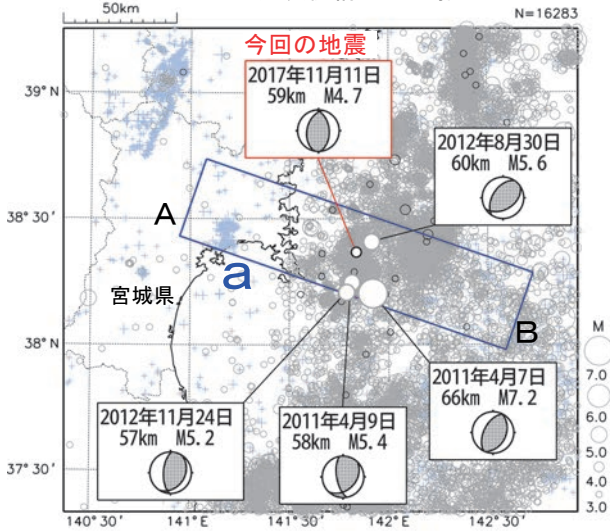 50km
N=16283
今回の地震
2017年11月11日
59km M4.7
2012年8月30日
60km M5.6
39°N
38°30'
38°
37°30'
A
a
B
宮城県
M
7.0
6.0
5.0
4.0
3.0
2011年4月7日
66km M7.2
2012年11月24日
57km M5.2
2011年4月9日
58km M5.4
140°30'
141°E
141°30'
142°E
142°30'